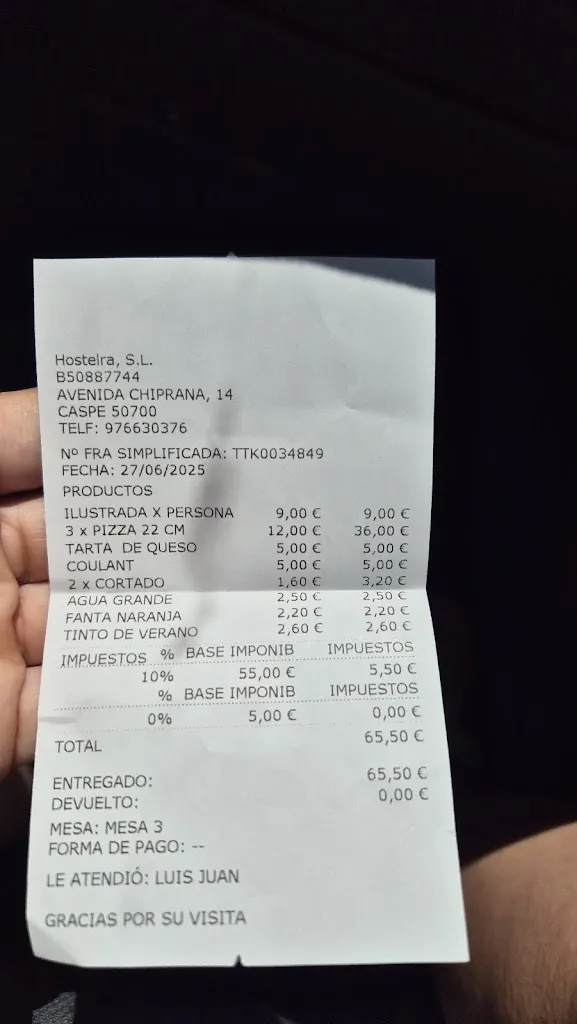 Hostelra, S.L.
B50887744
AVENIDA CHIPRANA, 14
CASPE 50700
TELF: 976630376
Nº FRA SIMPLIFICADA: TTK0034849
FECHA: 27/06/2025
PRODUCTOS
ILUSTRADA X PERSONA 9,00 € 9,00 €
3 x PIZZA 22 CM 12,00 € 36,00 €
TARTA DE QUESO 5,00 € 5,00 €
COULANT 5,00 € 5,00 €
2 x CORTADO 1,60 € 3,20 €
AGUA GRANDE 2,50 € 2,50 €
FANTA NARANJA 2,20 € 2,20 €
TINTO DE VERANO 2,60 € 2,60 €
IMPUESTOS % BASE IMPONIB IMPUESTOS
10% 55,00 € 5,50 €
% BASE IMPONIB IMPUESTOS
0% 5,00 € 0,00 €
TOTAL 65,50 €
ENTREGADO: 65,50 €
DEVUELTO: 0,00 €
MESA: MESA 3
FORMA DE PAGO: --
LE ATENDIÓ: LUIS JUAN
GRACIAS POR SU VISITA